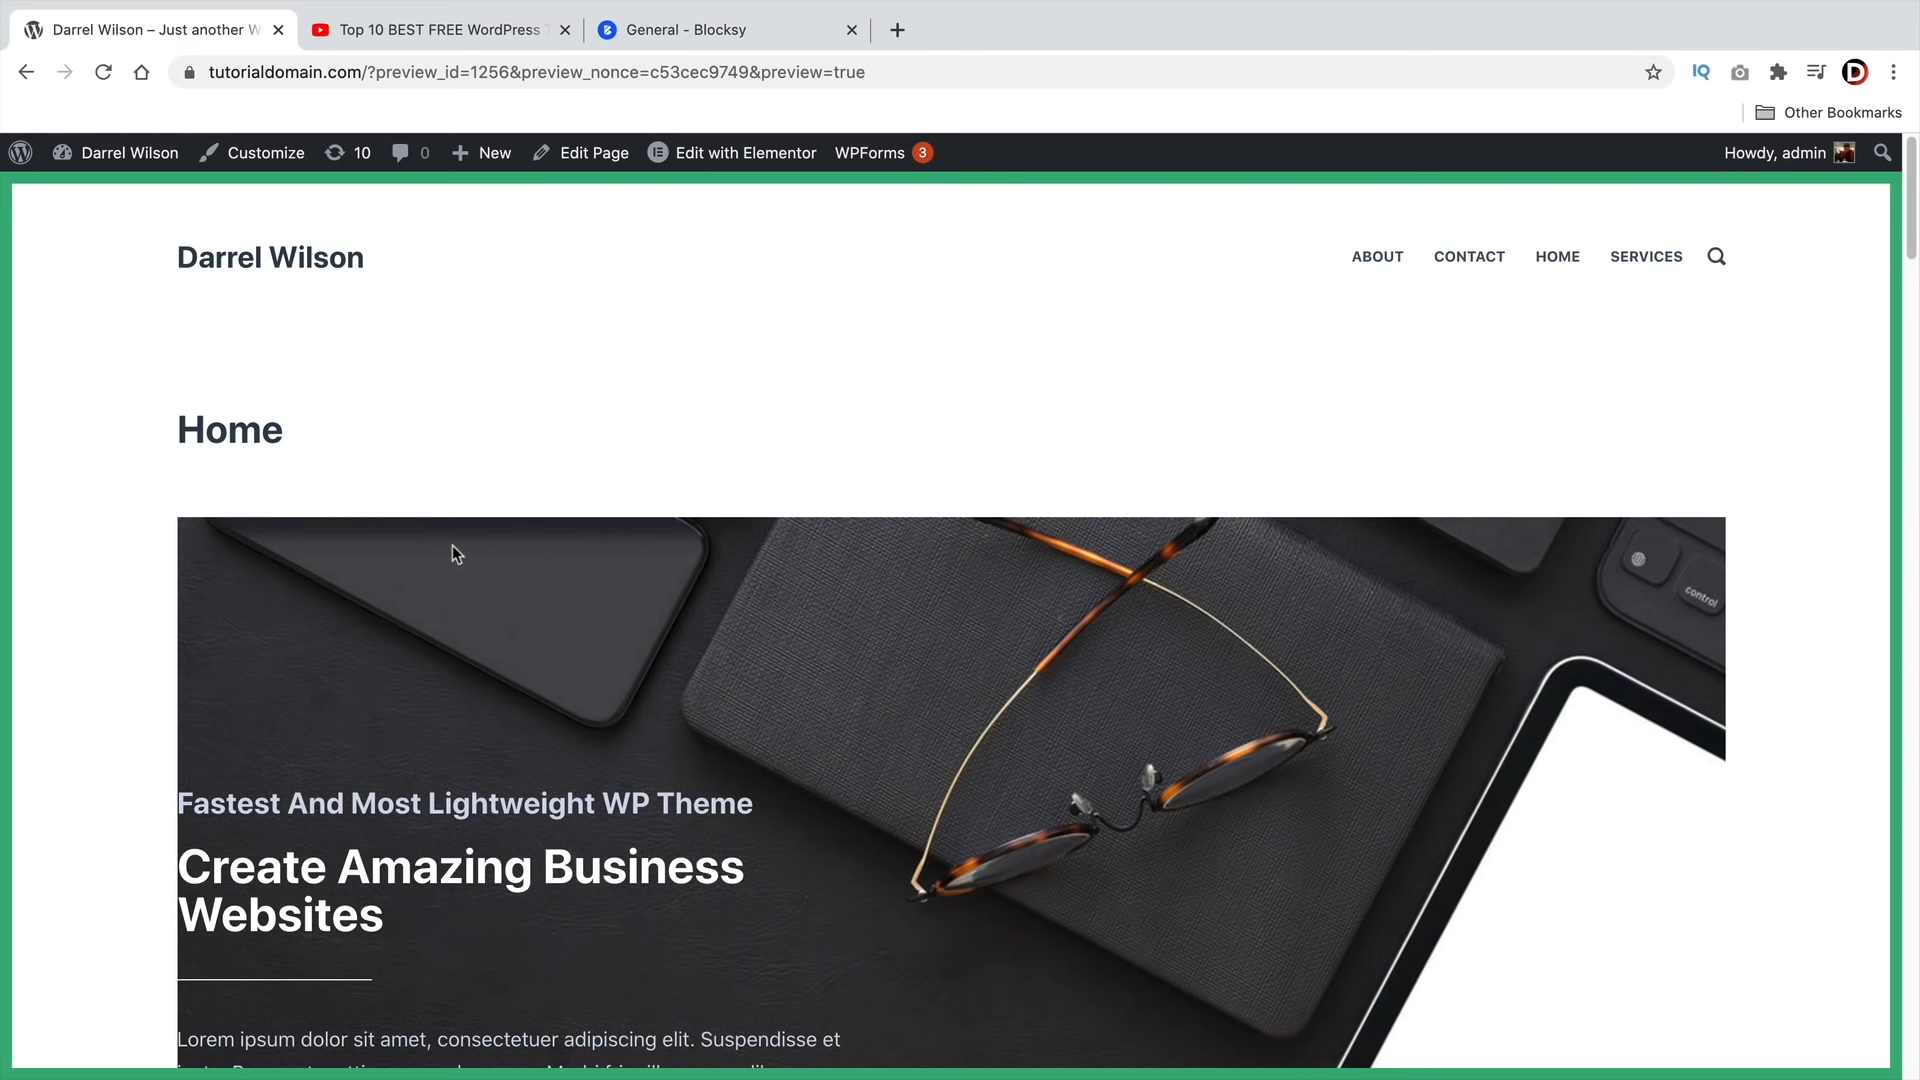 Darrel Wilson – Just another W
Top 10 BEST FREE WordPress T
General - Blocksy
tutorialdomain.com/?preview_id=1256&preview_nonce=c53cec9749&preview=true
IQ
D
Other Bookmarks
Darrel Wilson
Customize
10
0
New
Edit Page
Edit with Elementor
WPForms
3
Howdy, admin
Darrel Wilson
ABOUT
CONTACT
HOME
SERVICES
Home
control
Fastest And Most Lightweight WP Theme
Create Amazing Business
Websites
Lorem ipsum dolor sit amet, consectetuer adipiscing elit. Suspendisse et